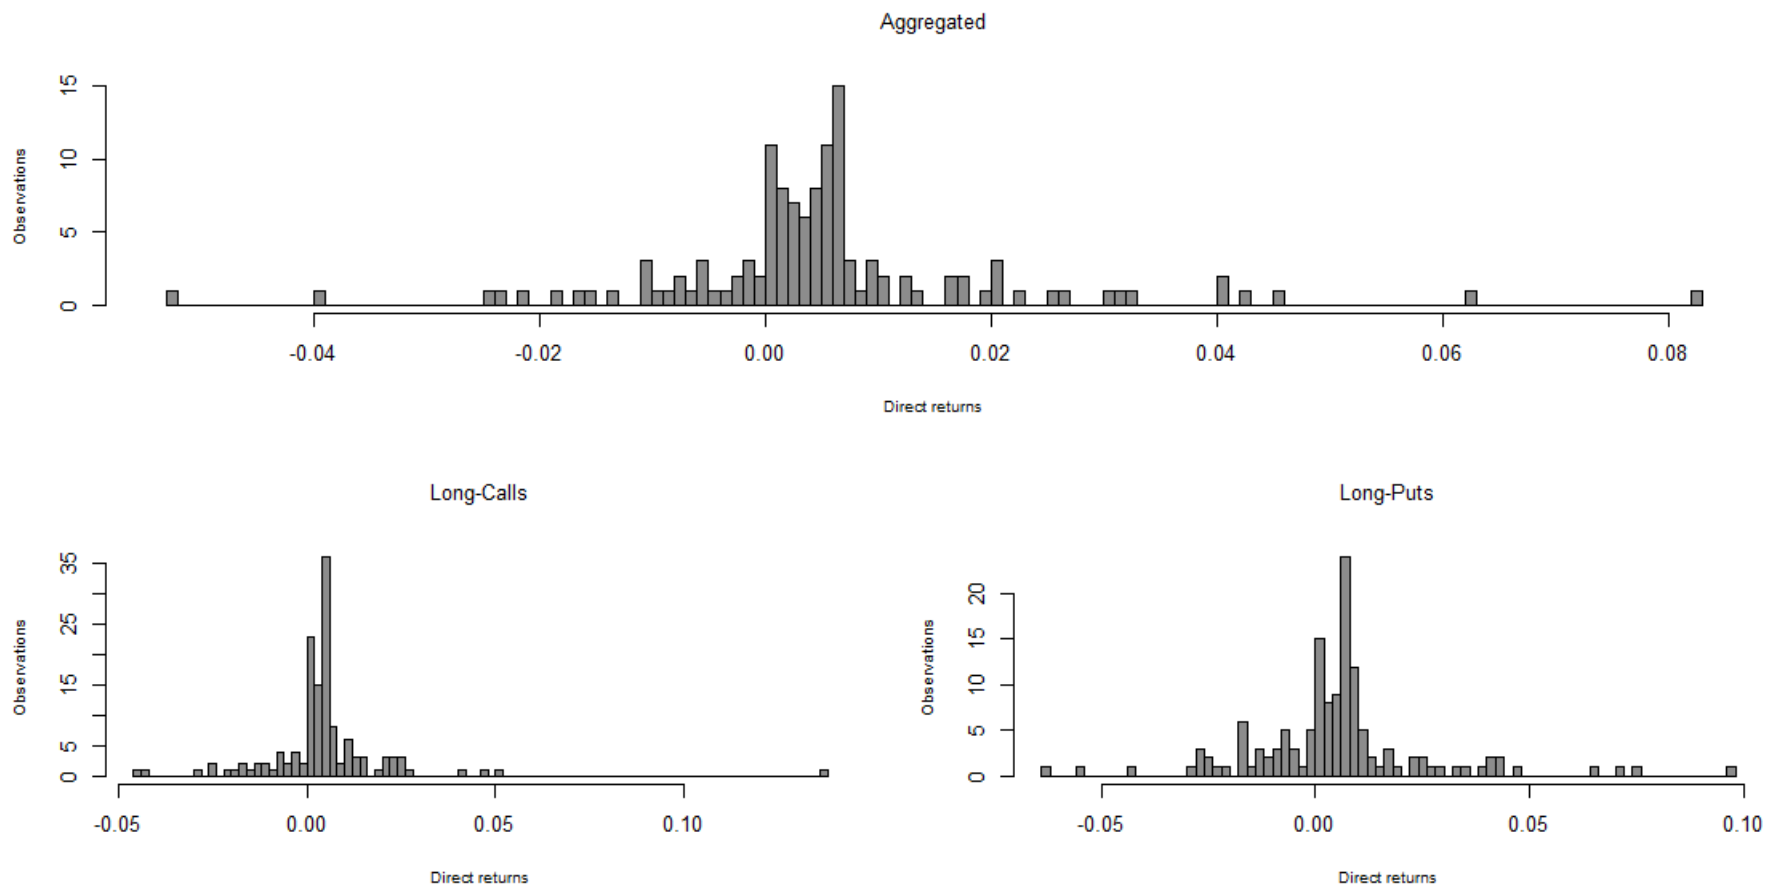 Aggregated
Observations
15
10
5
0
-0.04 -0.02 0.00 0.02 0.04 0.06 0.08
Direct returns
Long-Calls
Observations
35
25
15
5
0
-0.05 0.00 0.05 0.10
Direct returns
Long-Puts
Observations
20
15
10
5
0
-0.05 0.00 0.05 0.10
Direct returns